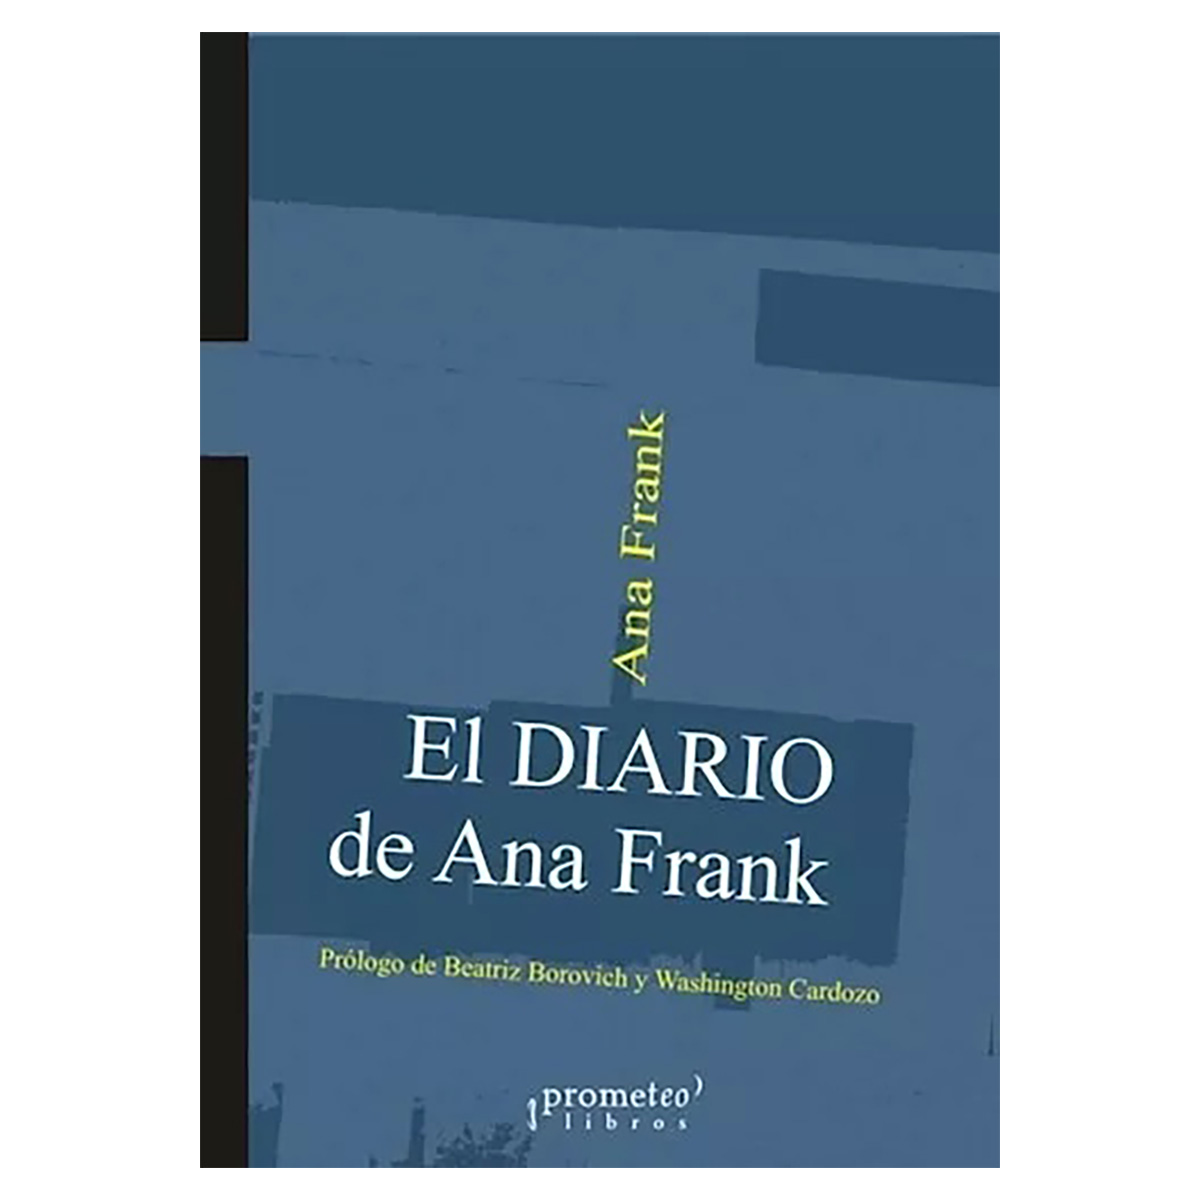 Ana Frank
El DIARIO
de Ana Frank
Prólogo de Beatriz Borovich y Washington Cardozo
prometeo
libros